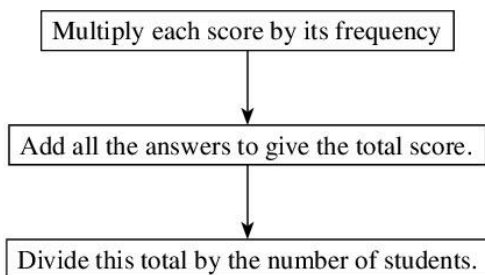 Multiply each score by its frequency
Add all the answers to give the total score.
Divide this total by the number of students.